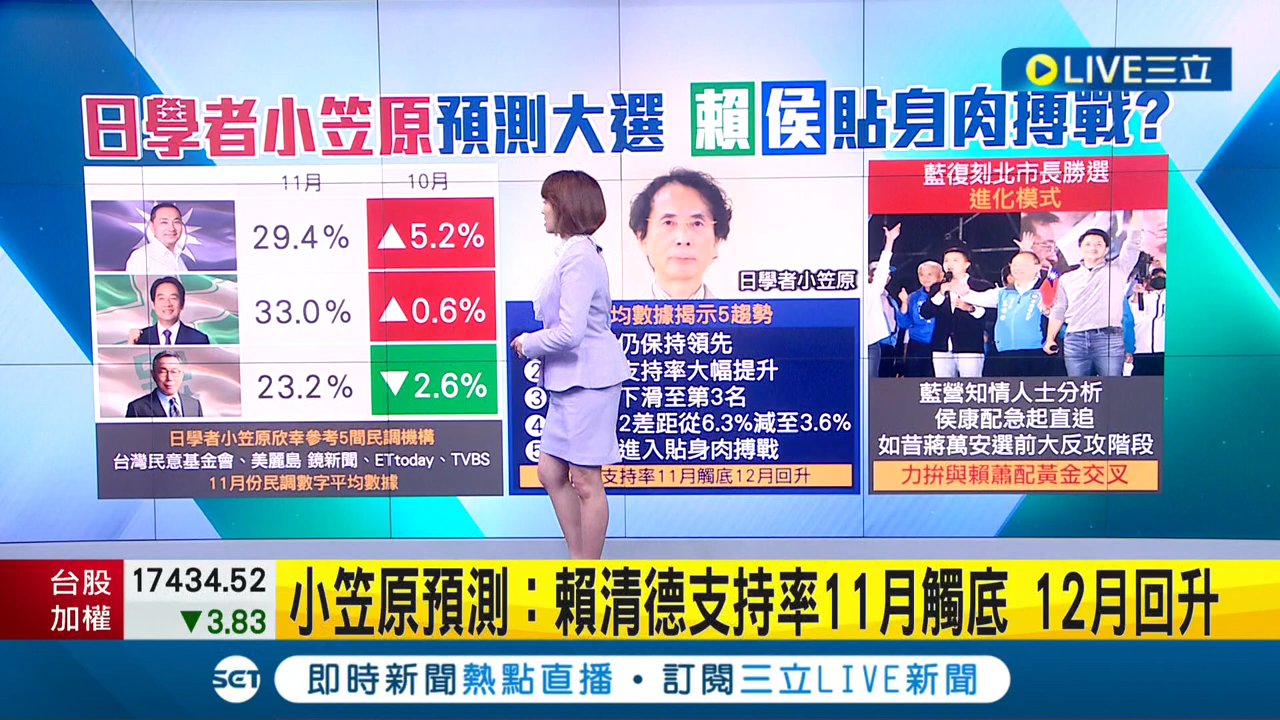 LIVE三立
日學者小笠原預測大選 賴侯貼身肉搏戰?
11月 10月
29.4% ▲5.2%
33.0% ▲0.6%
23.2% ▼2.6%
日學者小笠原欣幸參考5間民調機構
台灣民意基金會、美麗島 鏡新聞、ETtoday、TVBS
11月份民調數字平均數據
日學者小笠原
均數據揭示5趨勢
仍保持領先
2 支持率大幅提升
3 下滑至第3名
4 2差距從6.3%減至3.6%
5 進入貼身肉搏戰
支持率11月觸底12月回升
藍復刻北市長勝選
進化模式
藍營知情人士分析
侯康配急起直追
如昔蔣萬安選前大反攻階段
力拚與賴蕭配黃金交叉
台股
加權
17434.52
▼3.83
小笠原預測：賴清德支持率11月觸底 12月回升
SET 即時新聞熱點直播・訂閱三立LIVE新聞